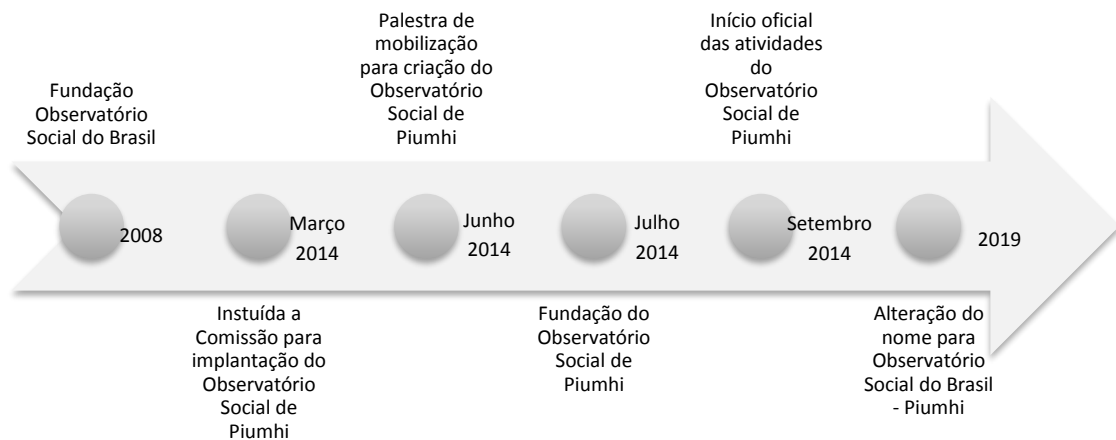 Fundação
Observatório
Social do Brasil
2008
Março
2014
Instuída a
Comissão para
implantação do
Observatório
Social de
Piumhi
Palestra de
mobilização
para criação do
Observatório
Social de
Piumhi
Junho
2014
Julho
2014
Fundação do
Observatório
Social de
Piumhi
Início oficial
das atividades
do
Observatório
Social de
Piumhi
Setembro
2014
2019
Alteração do
nome para
Observatório
Social do Brasil
- Piumhi